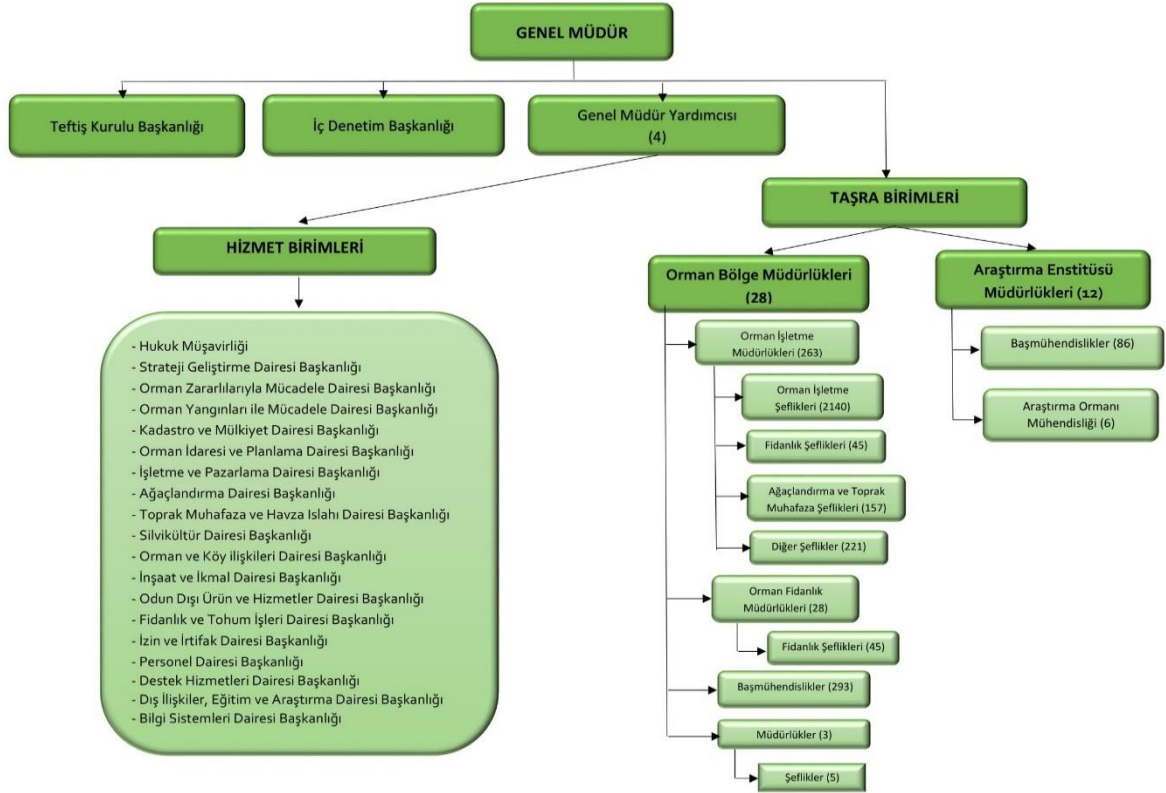 GENEL MÜDÜR
Teftiş Kurulu Başkanlığı
İç Denetim Başkanlığı
Genel Müdür Yardımcısı
(4)
HİZMET BİRİMLERİ
- Hukuk Müşavirliği
- Strateji Geliştirme Dairesi Başkanlığı
- Orman Zararlılarıyla Mücadele Dairesi Başkanlığı
- Orman Yangınları ile Mücadele Dairesi Başkanlığı
- Kadastro ve Mülkiyet Dairesi Başkanlığı
- Orman İdaresi ve Planlama Dairesi Başkanlığı
- İşletme ve Pazarlama Dairesi Başkanlığı
- Ağaçlandırma Dairesi Başkanlığı
- Toprak Muhafaza ve Havza Islahı Dairesi Başkanlığı
- Silvikültür Dairesi Başkanlığı
- Orman ve Köy ilişkileri Dairesi Başkanlığı
- İnşaat ve İkmal Dairesi Başkanlığı
- Odun Dışı Ürün ve Hizmetler Dairesi Başkanlığı
- Fidanlık ve Tohum İşleri Dairesi Başkanlığı
- İzin ve İrtifak Dairesi Başkanlığı
- Personel Dairesi Başkanlığı
- Destek Hizmetleri Dairesi Başkanlığı
- Dış İlişkiler, Eğitim ve Araştırma Dairesi Başkanlığı
- Bilgi Sistemleri Dairesi Başkanlığı
TAŞRA BİRİMLERİ
Orman Bölge Müdürlükleri
(28)
Orman İşletme
Müdürlükleri (263)
Orman İşletme
Şeflikleri (2140)
Fidanlık Şeflikleri (45)
Ağaçlandırma ve Toprak
Muhafaza Şeflikleri (157)
Diğer Şeflikler (221)
Orman Fidanlık
Müdürlükleri (28)
Fidanlık Şeflikleri (45)
Başmühendislikler (293)
Müdürlükler (3)
Şeflikler (5)
Araştırma Enstitüsü
Müdürlükleri (12)
Başmühendislikler (86)
Araştırma Ormanı
Mühendisliği (6)